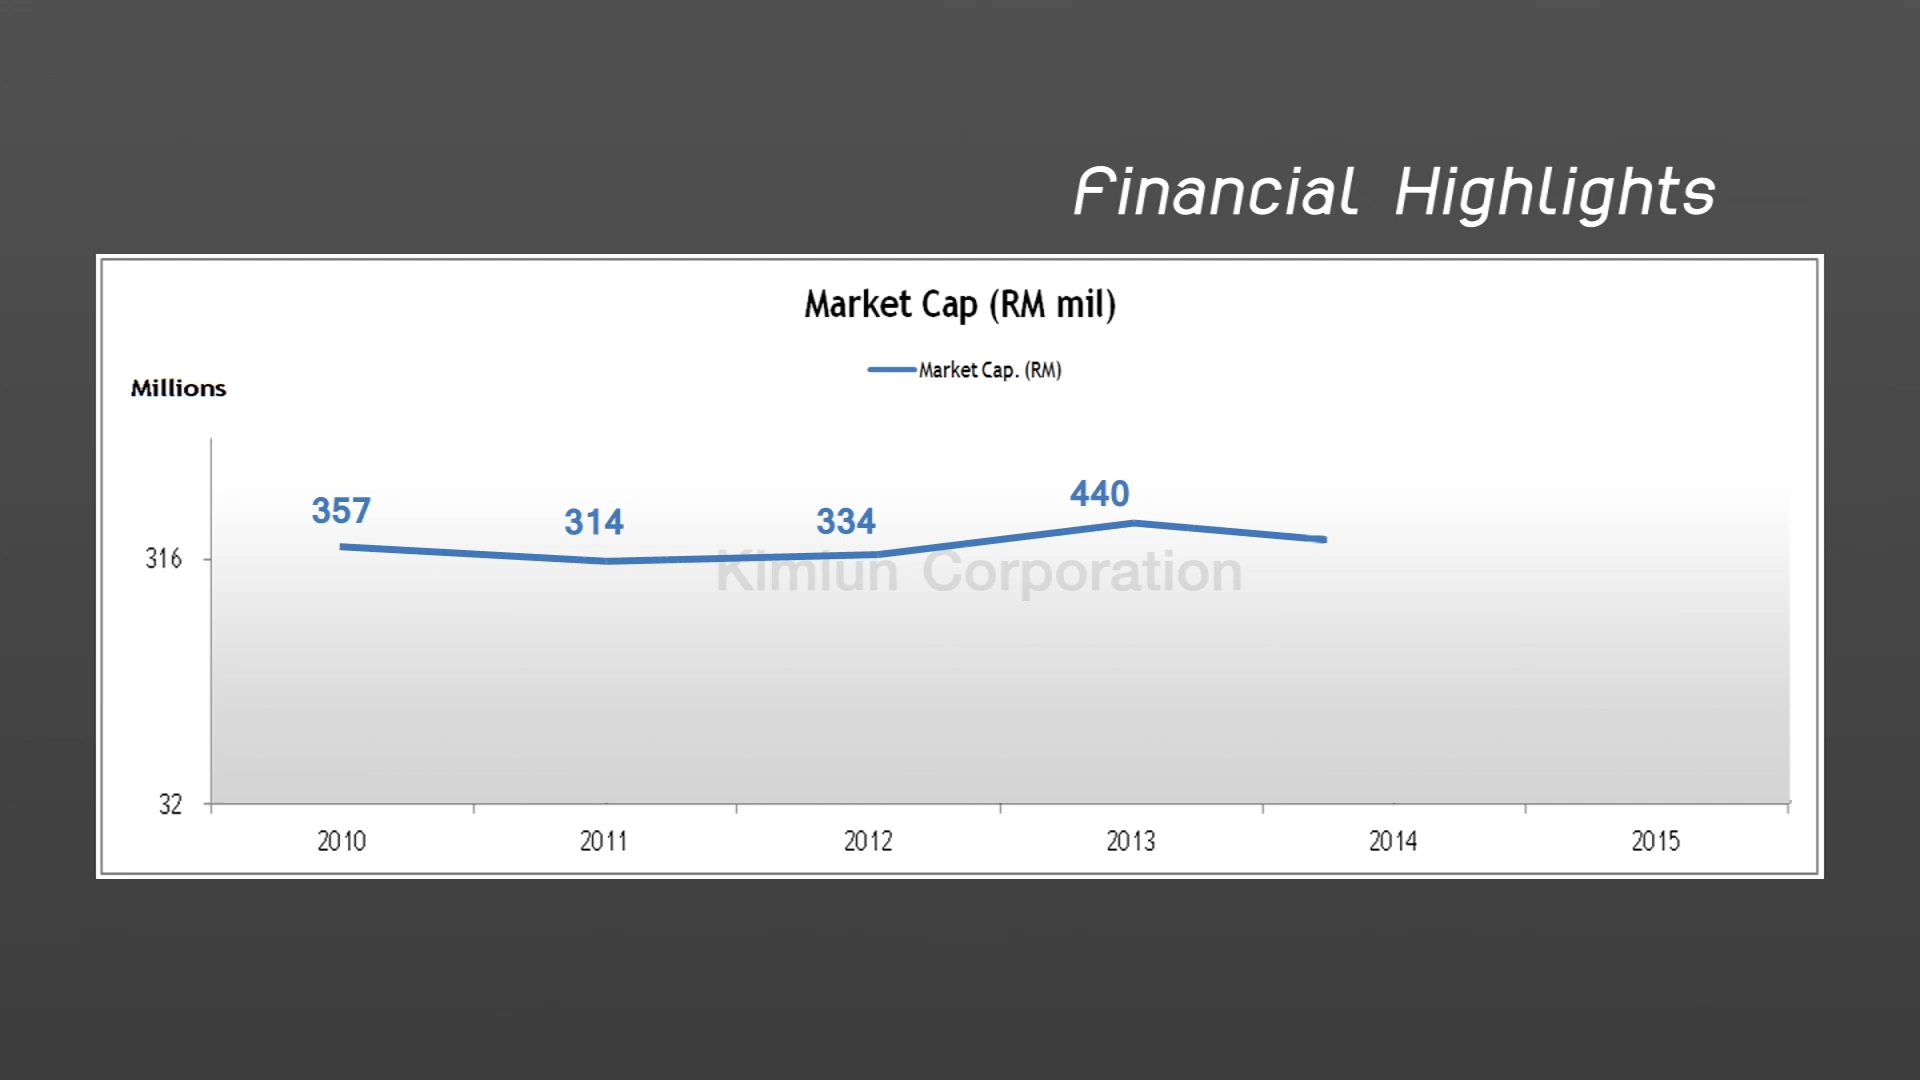 Financial Highlights
Market Cap (RM mil)
Market Cap. (RM)
Millions
357
314
334
440
316
Kimlun Corporation
32
2010 2011 2012 2013 2014 2015